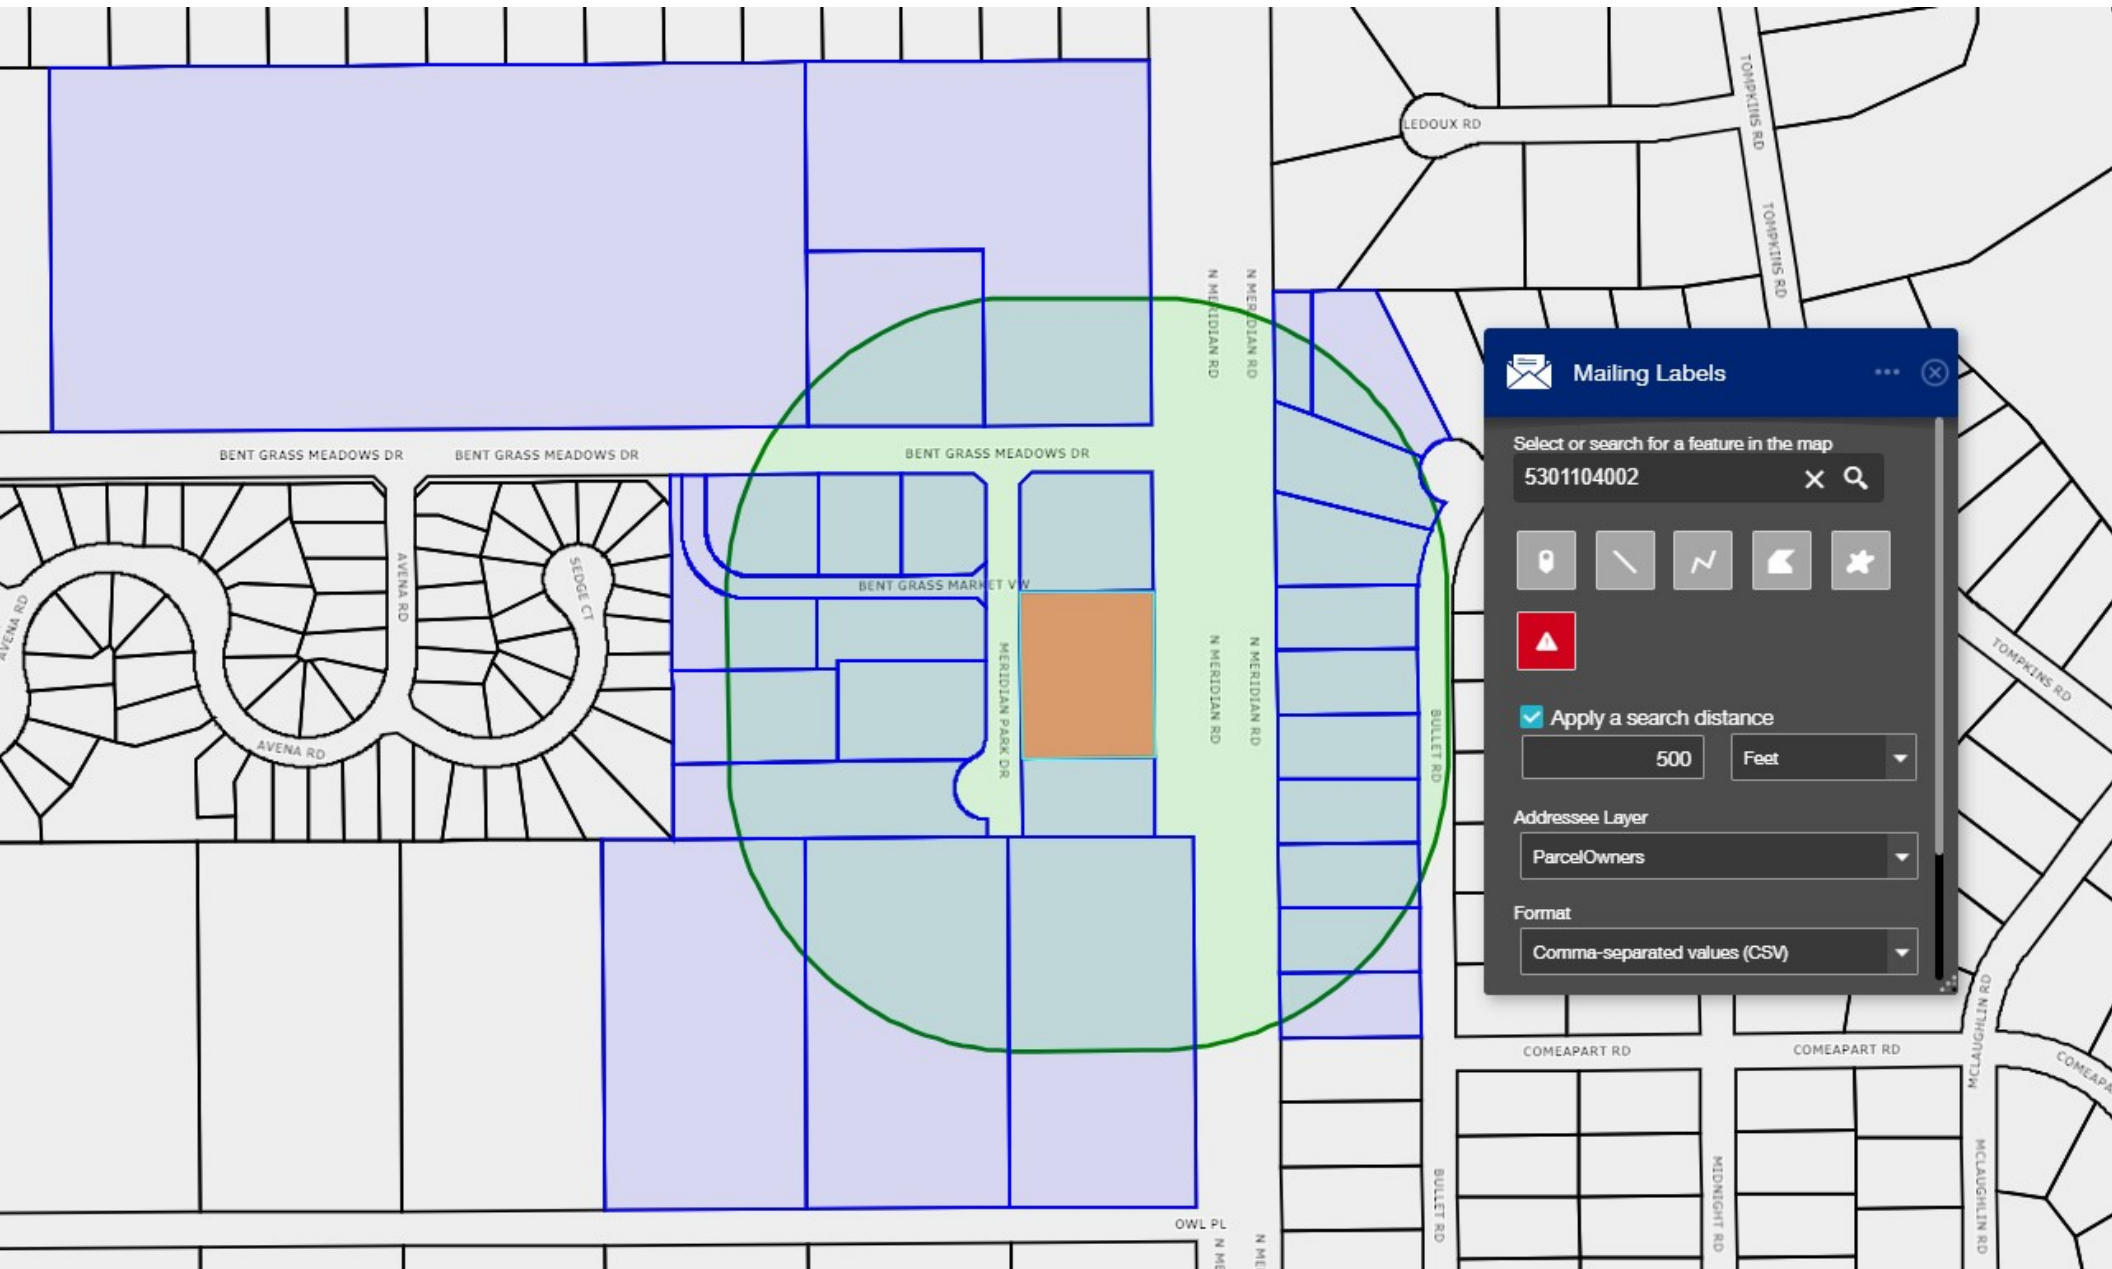 TOMPKINS RD
LEDOUX RD
TOMPKINS RD
N MERIDIAN RD
N MERIDIAN RD
Mailing Labels
Select or search for a feature in the map
5301104002
Apply a search distance
500
Feet
Addressee Layer
ParcelOwners
Format
Comma-separated values (CSV)
BENT GRASS MEADOWS DR
BENT GRASS MEADOWS DR
BENT GRASS MEADOWS DR
AVENA RD
SEDGE CT
BENT GRASS MARKET VW
AVENA RD
MERIDIAN PARK DR
N MERIDIAN RD
N MERIDIAN RD
TOMPKINS RD
BULLET RD
AVENA RD
MCLAUGHLIN RD
COMEAPART RD
COMEAPART RD
COMEAPA
BULLET RD
MIDNIGHT RD
MCLAUGHLIN RD
OWL PL
N ME
N ME